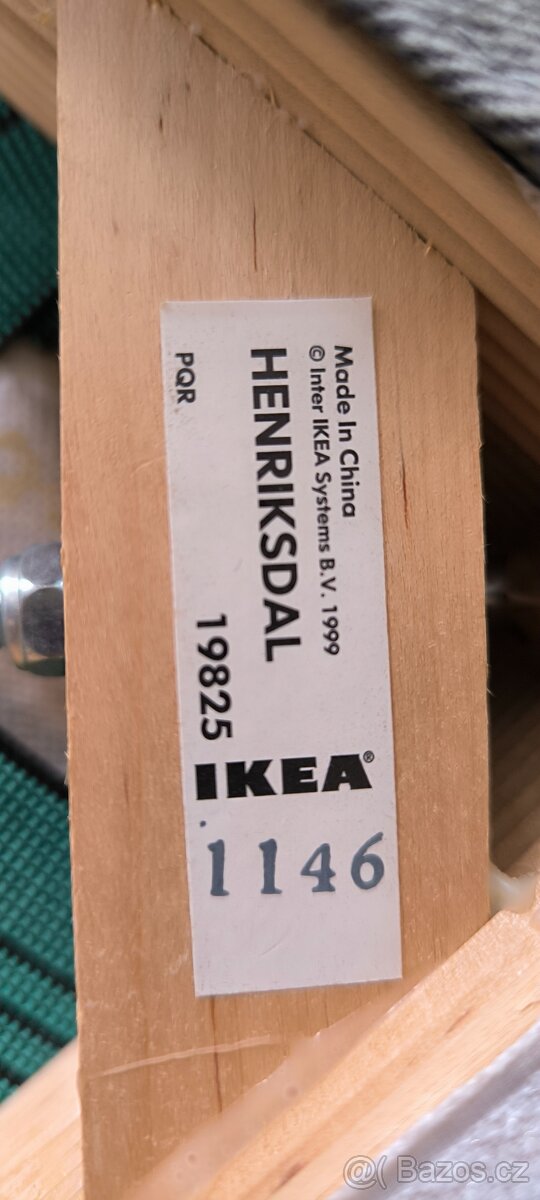 Made In China
© Inter IKEA Systems B.V. 1999
HENRIKSDAL
19825
PQR
IKEA®
1146
@( Bazos.cz